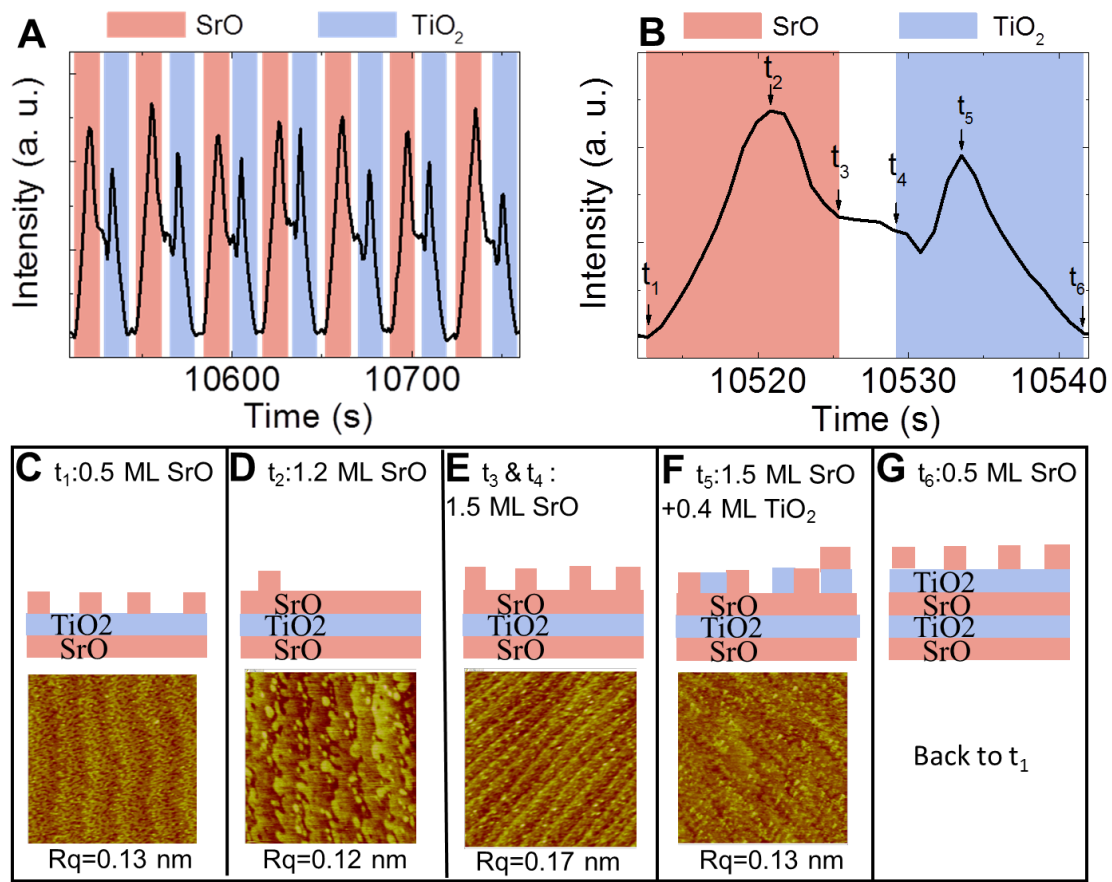 A
SrO
TiO₂
Intensity (a. u.)
10600
10700
Time (s)
B
SrO
TiO₂
Intensity (a. u.)
t₁
t₂
t₃
t₄
t₅
t₆
10520
10530
10540
Time (s)
C
t₁:0.5 ML SrO
TiO2
SrO
Rq=0.13 nm
D
t₂:1.2 ML SrO
SrO
TiO2
SrO
Rq=0.12 nm
E
t₃ & t₄ :
1.5 ML SrO
SrO
TiO2
SrO
Rq=0.17 nm
F
t₅:1.5 ML SrO
+0.4 ML TiO₂
SrO
TiO2
SrO
Rq=0.13 nm
G
t₆:0.5 ML SrO
TiO2
SrO
TiO2
SrO
Back to t₁